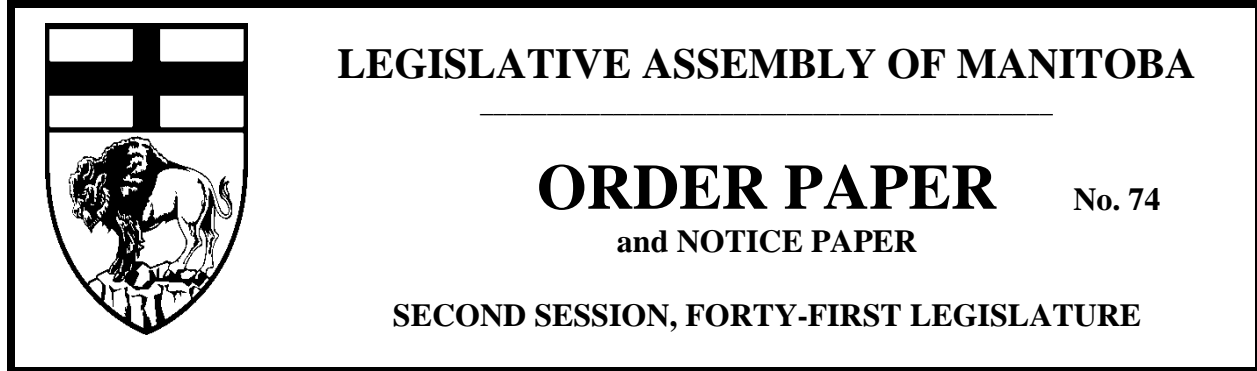 LEGISLATIVE ASSEMBLY OF MANITOBA
ORDER PAPER No. 74
and NOTICE PAPER
SECOND SESSION, FORTY-FIRST LEGISLATURE